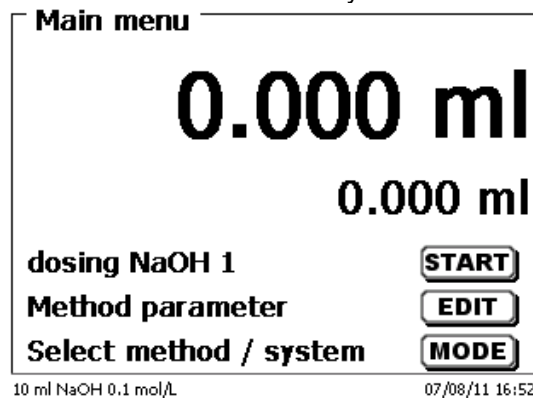 Main menu
0.000 ml
0.000 ml
dosing NaOH 1 START
Method parameter EDIT
Select method / system MODE
10 ml NaOH 0.1 mol/L 07/08/11 16:52